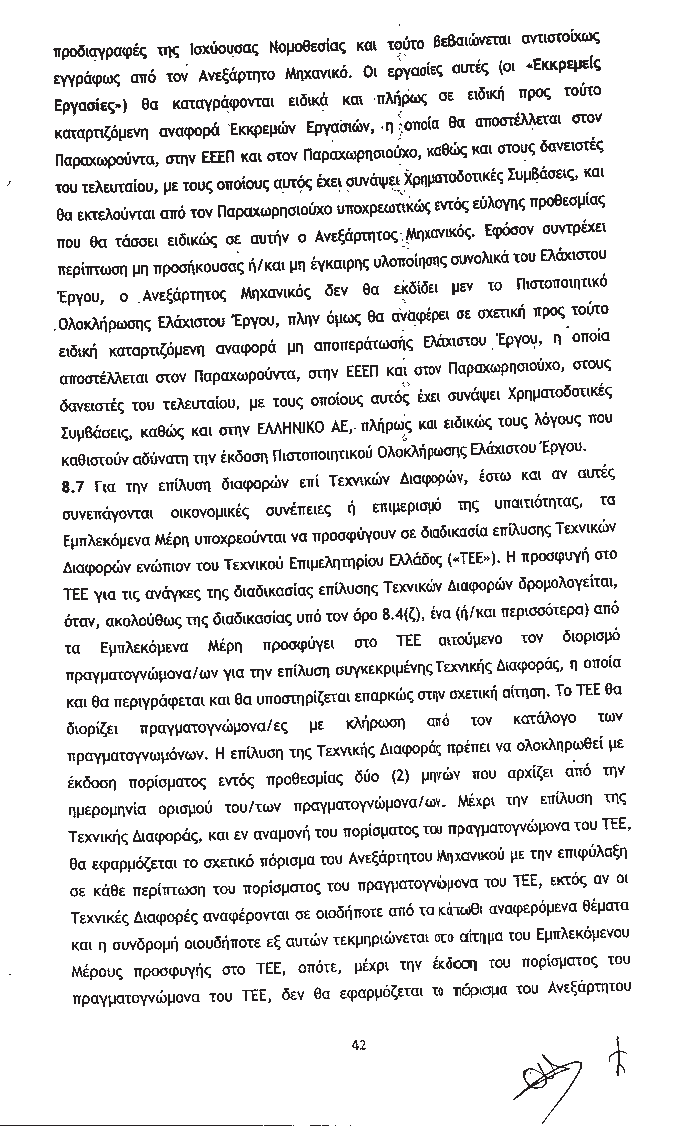 προδιαγραφές της Ισχύουσας Νομοθεσίας και τούτο βεβαιώνεται αντιστοίχως
εγγράφως από τον Ανεξάρτητο Μηχανικό. Οι εργασίες αυτές (οι «Εκκρεμείς
Εργασίες») θα καταγράφονται ειδικά και πλήρως σε ειδική προς τούτο
καταρτιζόμενη αναφορά Εκκρεμών Εργασιών, η οποία θα αποστέλλεται στον
Παραχωρούντα, στην ΕΕΕΠ και στον Παραχωρησιούχο, καθώς και στους δανειστές
του τελευταίου, με τους οποίους αυτός έχει συνάψει Χρηματοδοτικές Συμβάσεις, και
θα εκτελούνται από τον Παραχωρησιούχο υποχρεωτικώς εντός εύλογης προθεσμίας
που θα τάσσει ειδικώς σε αυτήν ο Ανεξάρτητος Μηχανικός. Εφόσον συντρέχει
περίπτωση μη προσήκουσας ή/και μη έγκαιρης υλοποίησης συνολικά του Ελάχιστου
Έργου, ο Ανεξάρτητος Μηχανικός δεν θα εκδίδει μεν το Πιστοποιητικό
Ολοκλήρωσης Ελάχιστου Έργου, πλην όμως θα αναφέρει σε σχετική προς τούτο
ειδική καταρτιζόμενη αναφορά μη αποπεράτωσης Ελάχιστου Έργου, η οποία
αποστέλλεται στον Παραχωρούντα, στην ΕΕΕΠ και στον Παραχωρησιούχο, στους
δανειστές του τελευταίου, με τους οποίους αυτός έχει συνάψει Χρηματοδοτικές
Συμβάσεις, καθώς και στην ΕΛΛΗΝΙΚΟ ΑΕ, πλήρως και ειδικώς τους λόγους που
καθιστούν αδύνατη την έκδοση Πιστοποιητικού Ολοκλήρωσης Ελάχιστου Έργου.
8.7 Για την επίλυση διαφορών επί Τεχνικών Διαφορών, έστω και αν αυτές
συνεπάγονται οικονομικές συνέπειες ή επιμερισμό της υπαιτιότητας, τα
Εμπλεκόμενα Μέρη υποχρεούνται να προσφύγουν σε διαδικασία επίλυσης Τεχνικών
Διαφορών ενώπιον του Τεχνικού Επιμελητηρίου Ελλάδος («ΤΕΕ»). Η προσφυγή στο
ΤΕΕ για τις ανάγκες της διαδικασίας επίλυσης Τεχνικών Διαφορών δρομολογείται,
όταν, ακολούθως της διαδικασίας υπό τον όρο 8.4(ζ), ένα (ή/και περισσότερα) από
τα Εμπλεκόμενα Μέρη προσφύγει στο ΤΕΕ αιτούμενο τον διορισμό
πραγματογνώμονα/ων για την επίλυση συγκεκριμένης Τεχνικής Διαφοράς, η οποία
και θα περιγράφεται και θα υποστηρίζεται επαρκώς στην σχετική αίτηση. Το ΤΕΕ θα
διορίζει πραγματογνώμονα/ες με κλήρωση από τον κατάλογο των
πραγματογνωμόνων. Η επίλυση της Τεχνικής Διαφοράς πρέπει να ολοκληρωθεί με
έκδοση πορίσματος εντός προθεσμίας δύο (2) μηνών που αρχίζει από την
ημερομηνία ορισμού του/των πραγματογνώμονα/ων. Μέχρι την επίλυση της
Τεχνικής Διαφοράς, και εν αναμονή του πορίσματος του πραγματογνώμονα του ΤΕΕ,
θα εφαρμόζεται το σχετικό πόρισμα του Ανεξάρτητου Μηχανικού με την επιφύλαξη
σε κάθε περίπτωση του πορίσματος του πραγματογνώμονα του ΤΕΕ, εκτός αν οι
Τεχνικές Διαφορές αναφέρονται σε οιοδήποτε από τα κάτωθι αναφερόμενα θέματα
και η συνδρομή οιουδήποτε εξ αυτών τεκμηριώνεται στο αίτημα του Εμπλεκόμενου
Μέρους προσφυγής στο ΤΕΕ, οπότε, μέχρι την έκδοση του πορίσματος του
πραγματογνώμονα του ΤΕΕ, δεν θα εφαρμόζεται το πόρισμα του Ανεξάρτητου
42